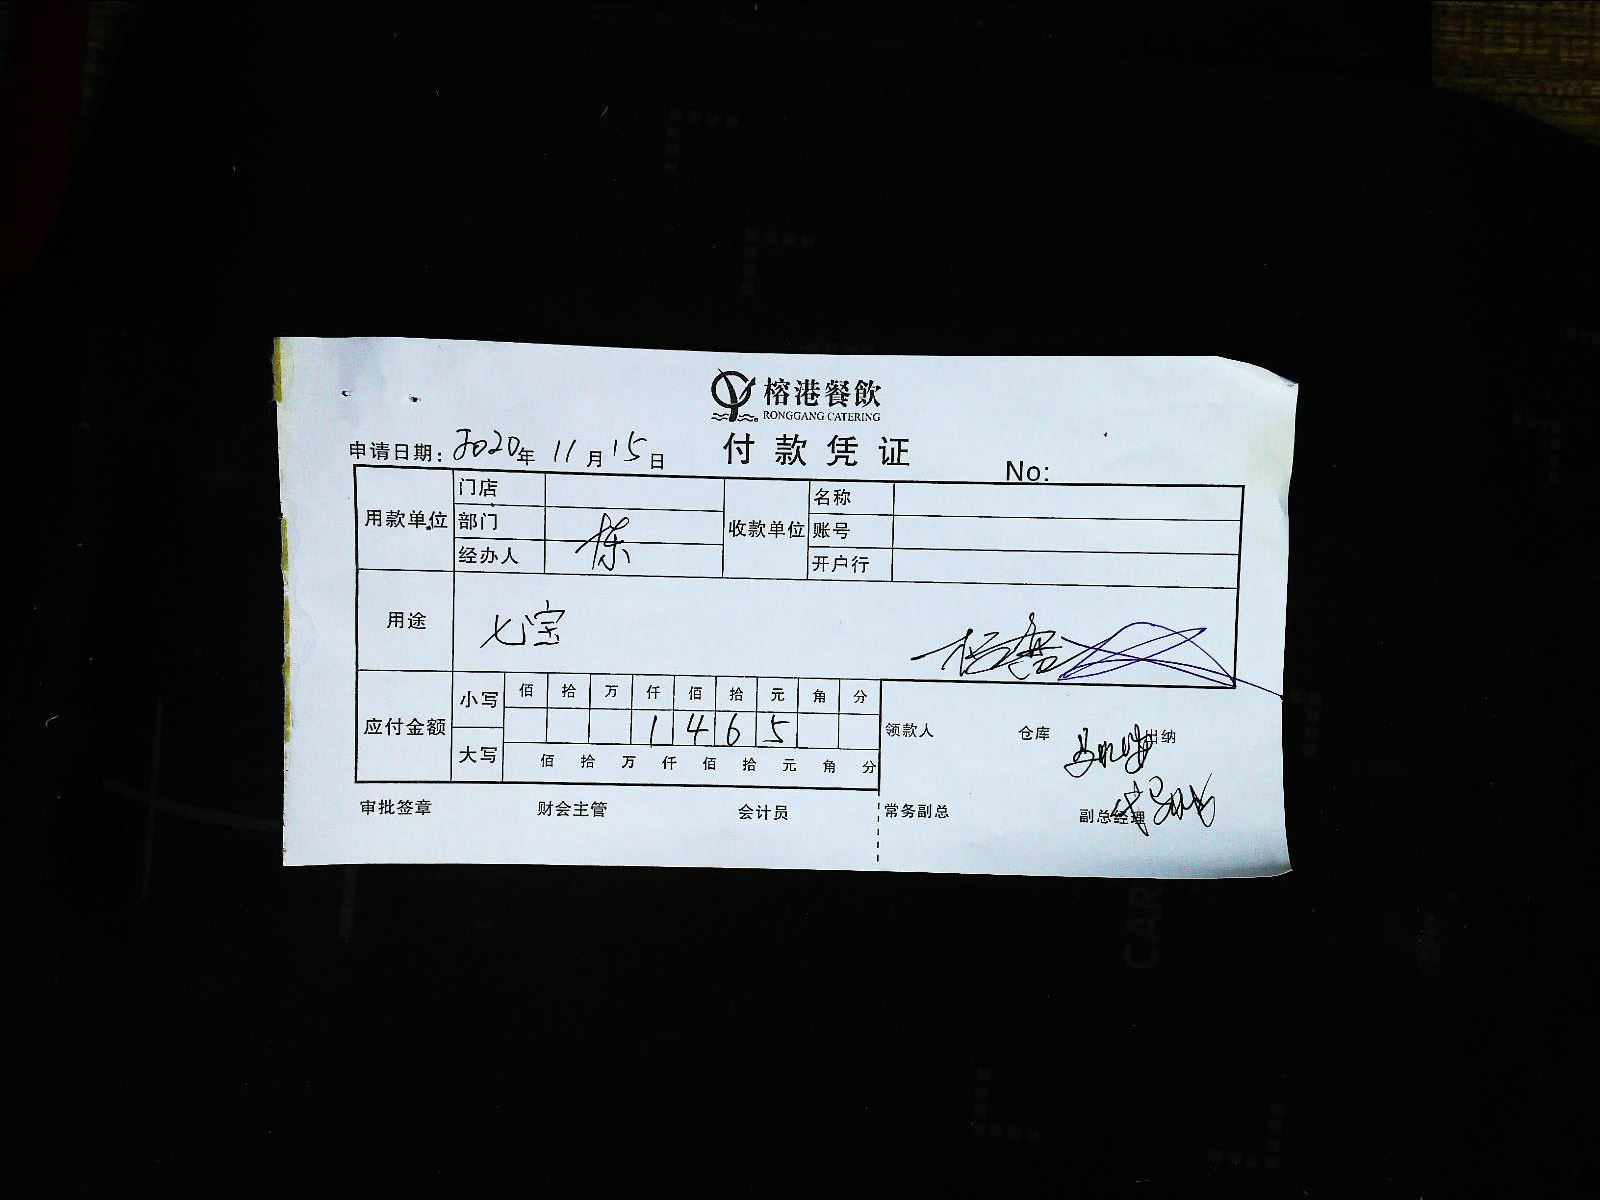 榕港餐飲
RONGGANG CATERING
付款凭证
申请日期: 2020年 11月 15日
No:
用款单位 门店 收款单位 名称
部门 账号
经办人 栋 开户行
用途 七宝
应付金额 小写 佰 拾 万 仟 佰 拾 元 角 分
1 4 6 5
大写 佰 拾 万 仟 佰 拾 元 角 分
领款人 仓库 出纳
审批签章 财会主管 会计员 常务副总 副总经理
CAR